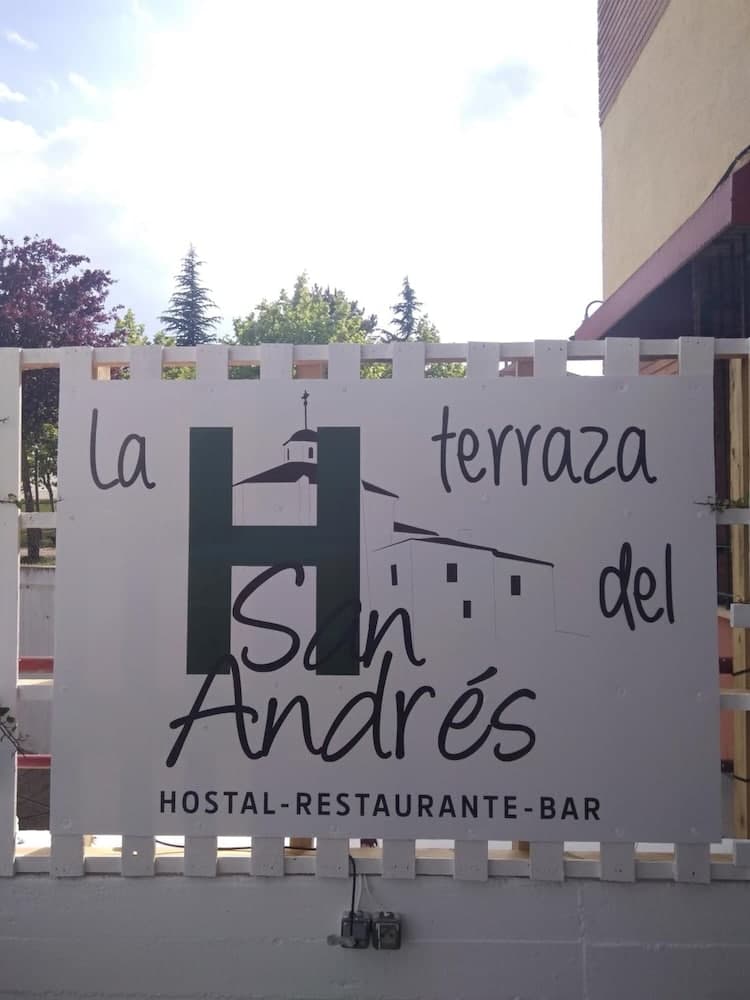 la terraza del
H
San
Andrés
HOSTAL-RESTAURANTE-BAR